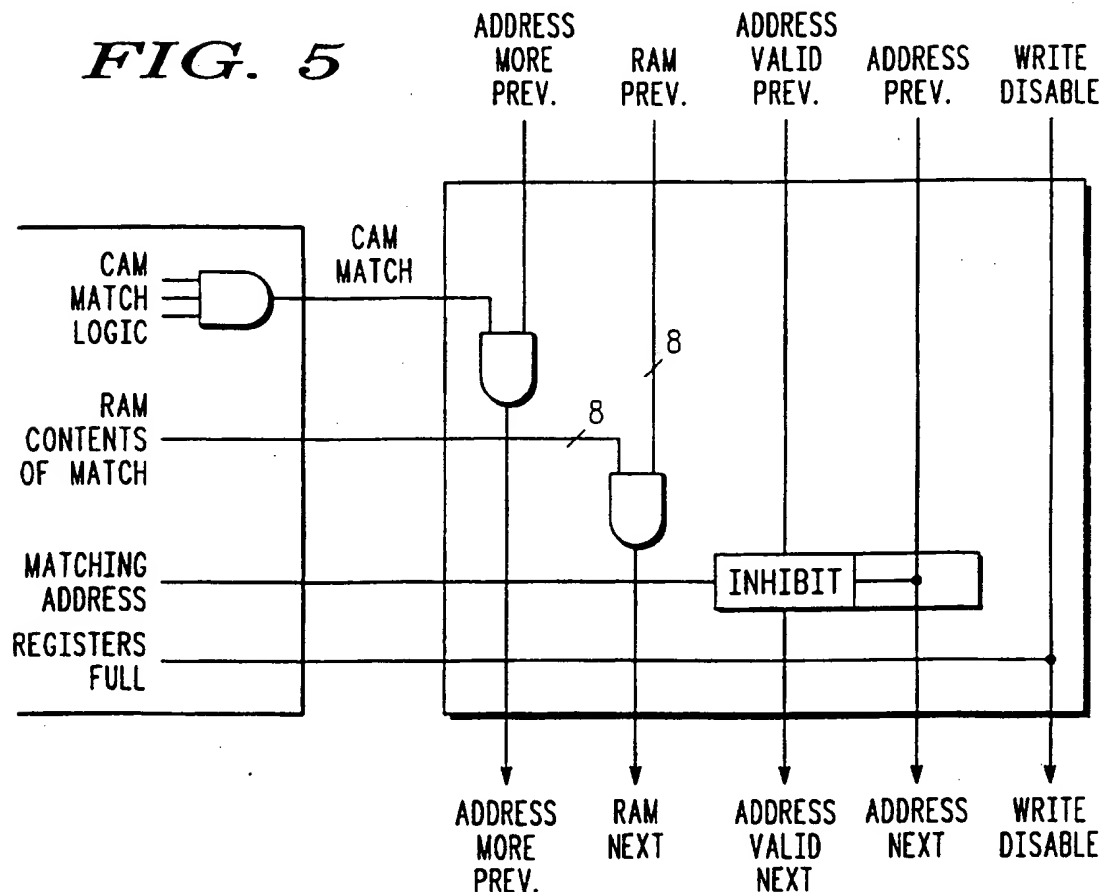 FIG. 5
ADDRESS
MORE
PREV.
RAM
PREV.
ADDRESS
VALID
PREV.
ADDRESS
PREV.
WRITE
DISABLE
CAM
MATCH
LOGIC
CAM
MATCH
8
RAM
CONTENTS
OF MATCH
8
MATCHING
ADDRESS
INHIBIT
REGISTERS
FULL
ADDRESS
MORE
PREV.
RAM
NEXT
ADDRESS
VALID
NEXT
ADDRESS
NEXT
WRITE
DISABLE